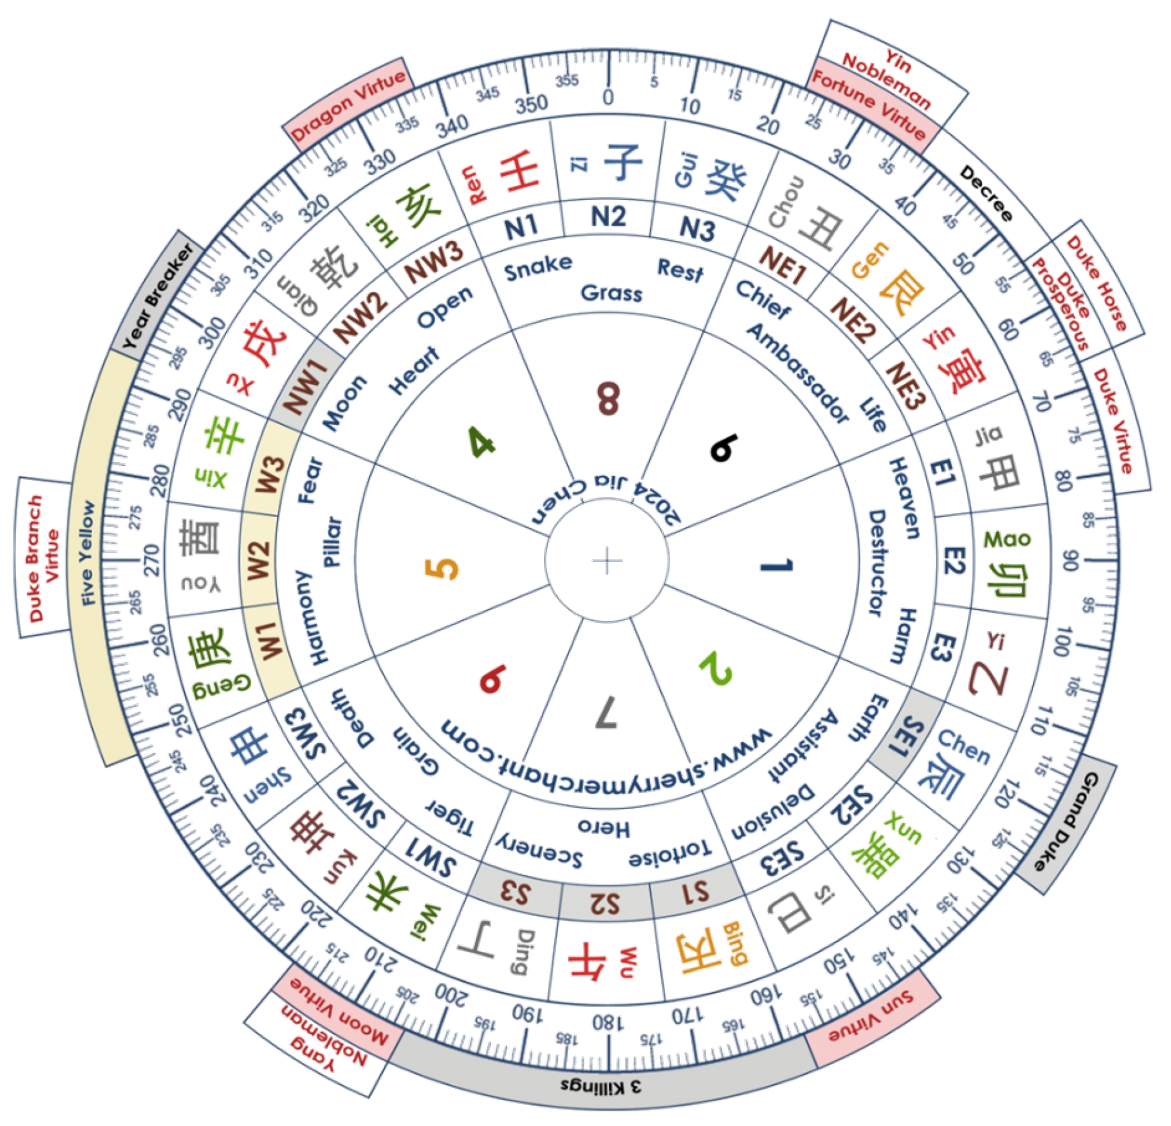 Yin
Nobleman
Fortune Virtue
Decree
Duke Horse
Duke
Prosperous
Duke Virtue
Grand Duke
Sun Virtue
3 Killings
Moon Virtue
Yang
Nobleman
Five Yellow
Duke Branch
Virtue
Year Breaker
Dragon Virtue
0
5
10
15
20
25
30
35
40
45
50
55
60
65
70
75
80
85
90
95
100
105
110
115
120
125
130
135
140
145
150
155
160
165
170
175
180
185
190
195
200
205
210
215
220
225
230
235
240
245
250
255
260
265
270
275
280
285
290
295
300
305
310
315
320
325
330
335
340
345
350
355
Ren 壬
Zi 子
Gui 癸
Chou 丑
Gen 艮
Yin 寅
Jia 甲
Mao 卯
Yi 乙
Chen 辰
Xun 巽
Si 巳
Bing 丙
Wu 午
Ding 丁
Wei 未
Kun 坤
Shen 申
Geng 庚
You 酉
Xin 辛
Xu 戌
Qian 乾
Hai 亥
N1
N2
N3
NE1
NE2
NE3
E1
E2
E3
SE1
SE2
SE3
S1
S2
S3
SW1
SW2
SW3
W1
W2
W3
NW1
NW2
NW3
Snake
Grass
Rest
Chief
Ambassador
Life
Heaven
Destructor
Harm
Earth
Assistant
Delusion
Tortoise
Hero
Scenery
Tiger
Grain
Death
Harmony
Pillar
Fear
Moon
Heart
Open
8
6
1
2
7
9
5
4
2024 Jia Chen
www.sherrymerchant.com